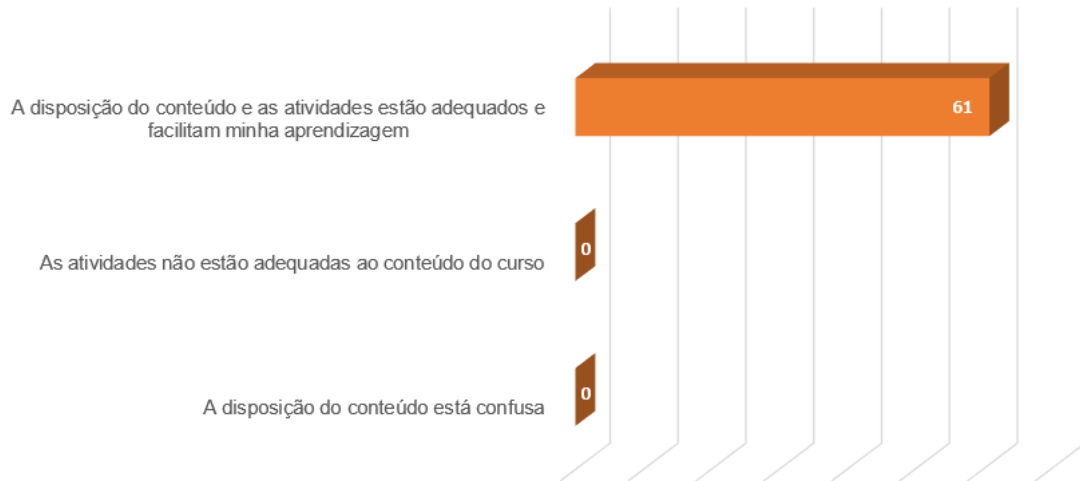 A disposição do conteúdo e as atividades estão adequados e
facilitam minha aprendizagem
61
As atividades não estão adequadas ao conteúdo do curso
0
A disposição do conteúdo está confusa
0